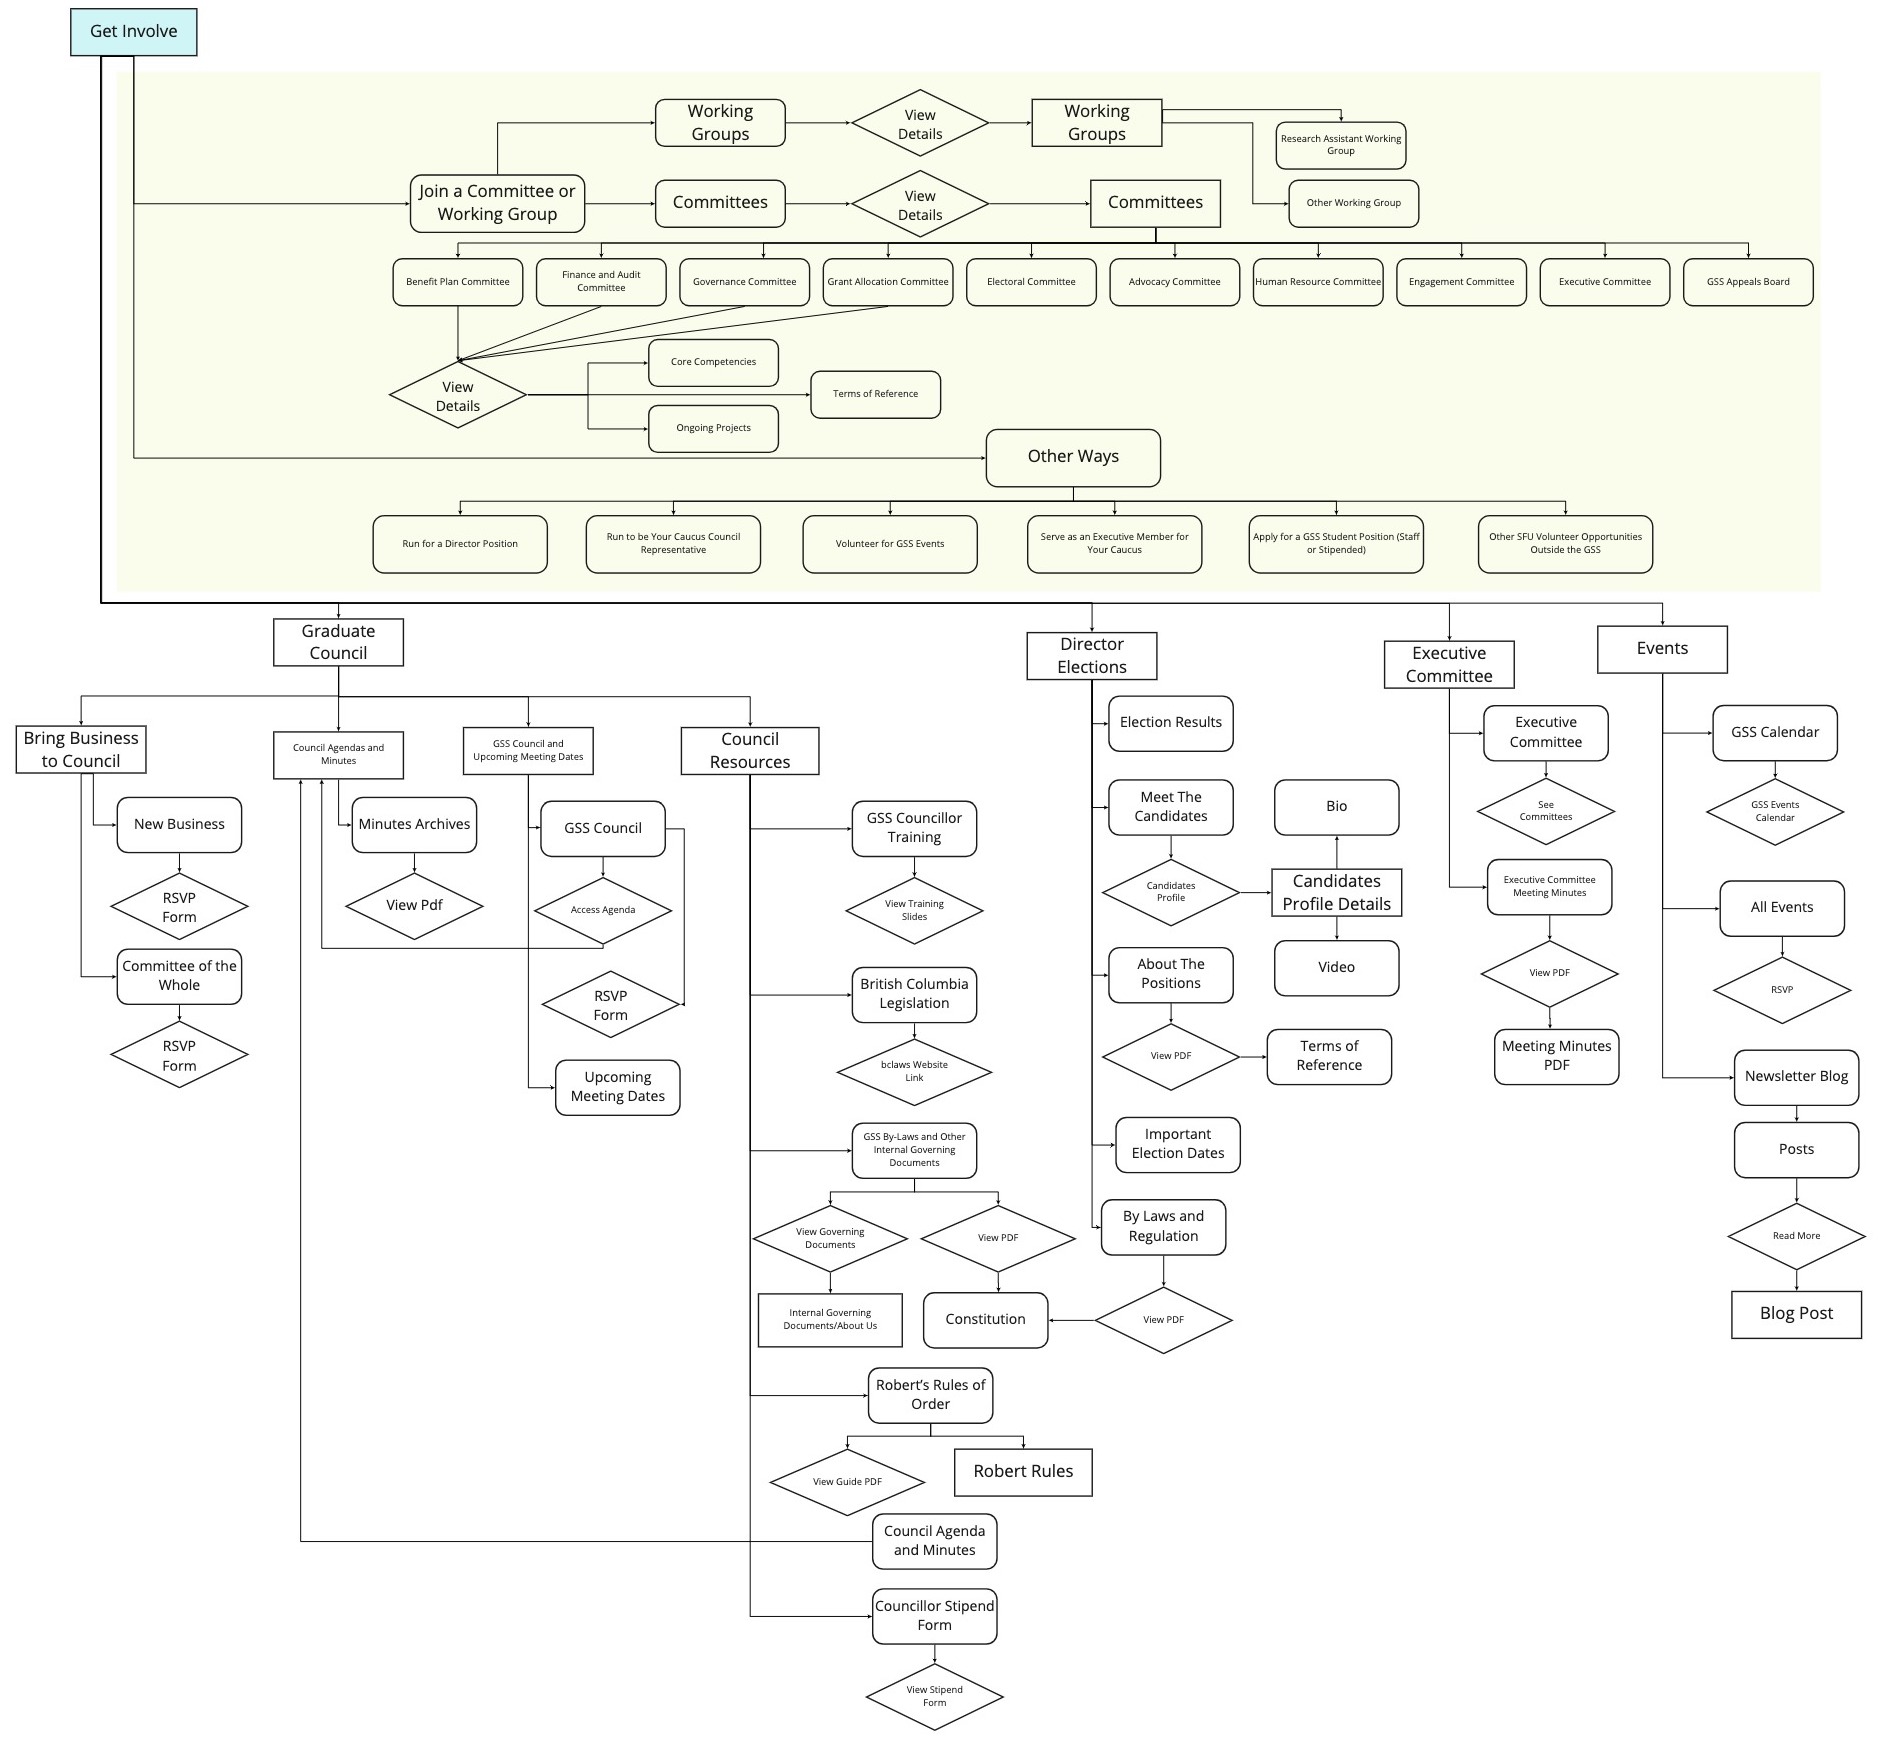 Get Involve
Working
Groups
View
Details
Working
Groups
Research Assistant Working
Group
Join a Committee or
Working Group
Committees
View
Details
Committees
Other Working Group
Benefit Plan Committee
Finance and Audit
Committee
Governance Committee
Grant Allocation Committee
Electoral Committee
Advocacy Committee
Human Resource Committee
Engagement Committee
Executive Committee
GSS Appeals Board
View
Details
Core Competencies
Terms of Reference
Ongoing Projects
Other Ways
Run for a Director Position
Run to be Your Caucus Council
Representative
Volunteer for GSS Events
Serve as an Executive Member for
Your Caucus
Apply for a GSS Student Position (Staff
or Stipended)
Other SFU Volunteer Opportunities
Outside the GSS
Graduate
Council
Director
Elections
Executive
Committee
Events
Bring Business
to Council
Council Agendas and
Minutes
GSS Council and
Upcoming Meeting Dates
Council
Resources
New Business
RSVP
Form
Committee of the
Whole
RSVP
Form
Minutes Archives
View Pdf
GSS Council
Access Agenda
RSVP
Form
Upcoming
Meeting Dates
GSS Councillor
Training
View Training
Slides
British Columbia
Legislation
bclaws Website
Link
GSS By-Laws and Other
Internal Governing
Documents
View Governing
Documents
View PDF
Internal Governing
Documents/About Us
Constitution
Robert’s Rules of
Order
View Guide PDF
Robert Rules
Council Agenda
and Minutes
Councillor Stipend
Form
View Stipend
Form
Election Results
Meet The
Candidates
Candidates
Profile
Bio
Candidates
Profile Details
Video
About The
Positions
View PDF
Terms of
Reference
Important
Election Dates
By Laws and
Regulation
View PDF
Executive
Committee
See
Committees
Executive Committee
Meeting Minutes
View PDF
Meeting Minutes
PDF
GSS Calendar
GSS Events
Calendar
All Events
RSVP
Newsletter Blog
Posts
Read More
Blog Post